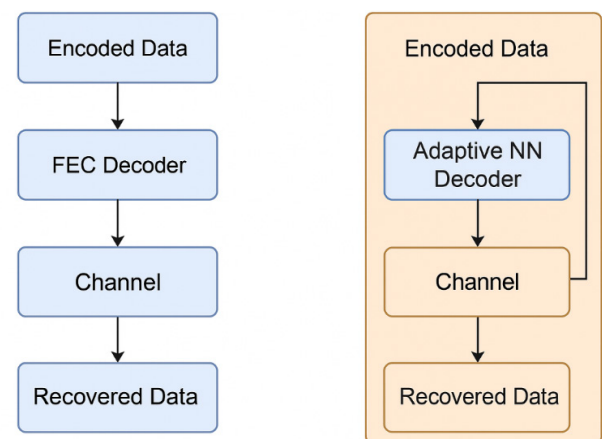 Encoded Data
FEC Decoder
Channel
Recovered Data
Encoded Data
Adaptive NN
Decoder
Channel
Recovered Data